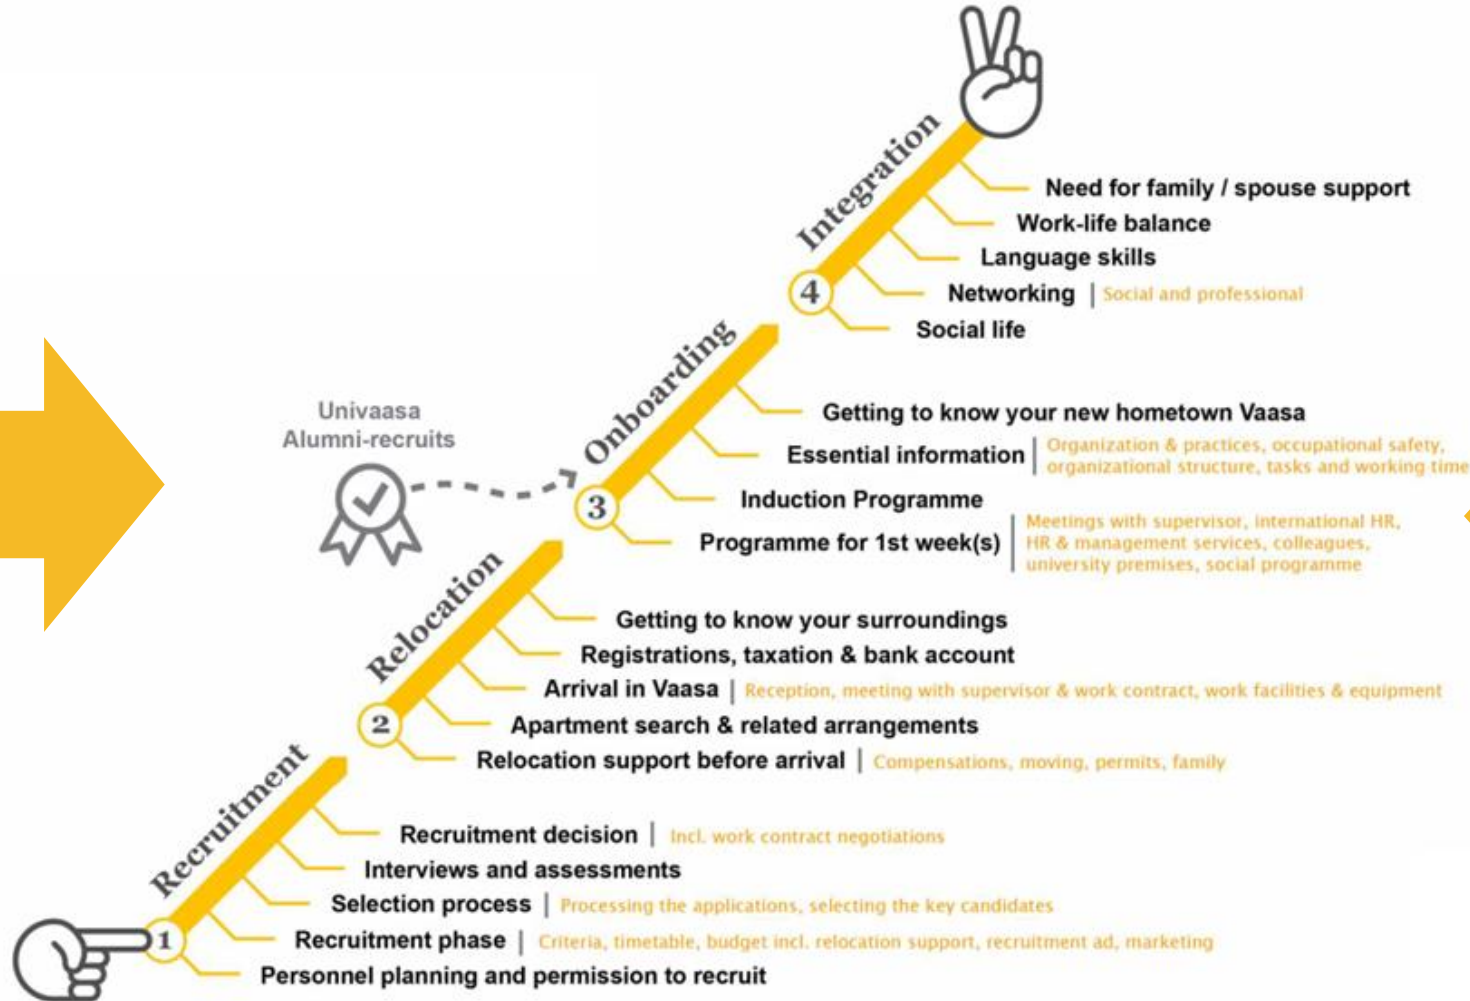 Integration
Need for family / spouse support
Work-life balance
Language skills
4
Networking | Social and professional
Social life
Onboarding
Univaasa
Alumni-recruits
Getting to know your new hometown Vaasa
Essential information | Organization & practices, occupational safety,
organizational structure, tasks and working time
3
Induction Programme
Programme for 1st week(s) | Meetings with supervisor, international HR,
HR & management services, colleagues,
university premises, social programme
Relocation
Getting to know your surroundings
Registrations, taxation & bank account
Arrival in Vaasa | Reception, meeting with supervisor & work contract, work facilities & equipment
2
Apartment search & related arrangements
Relocation support before arrival | Compensations, moving, permits, family
Recruitment
Recruitment decision | Incl. work contract negotiations
Interviews and assessments
Selection process | Processing the applications, selecting the key candidates
1
Recruitment phase | Criteria, timetable, budget incl. relocation support, recruitment ad, marketing
Personnel planning and permission to recruit